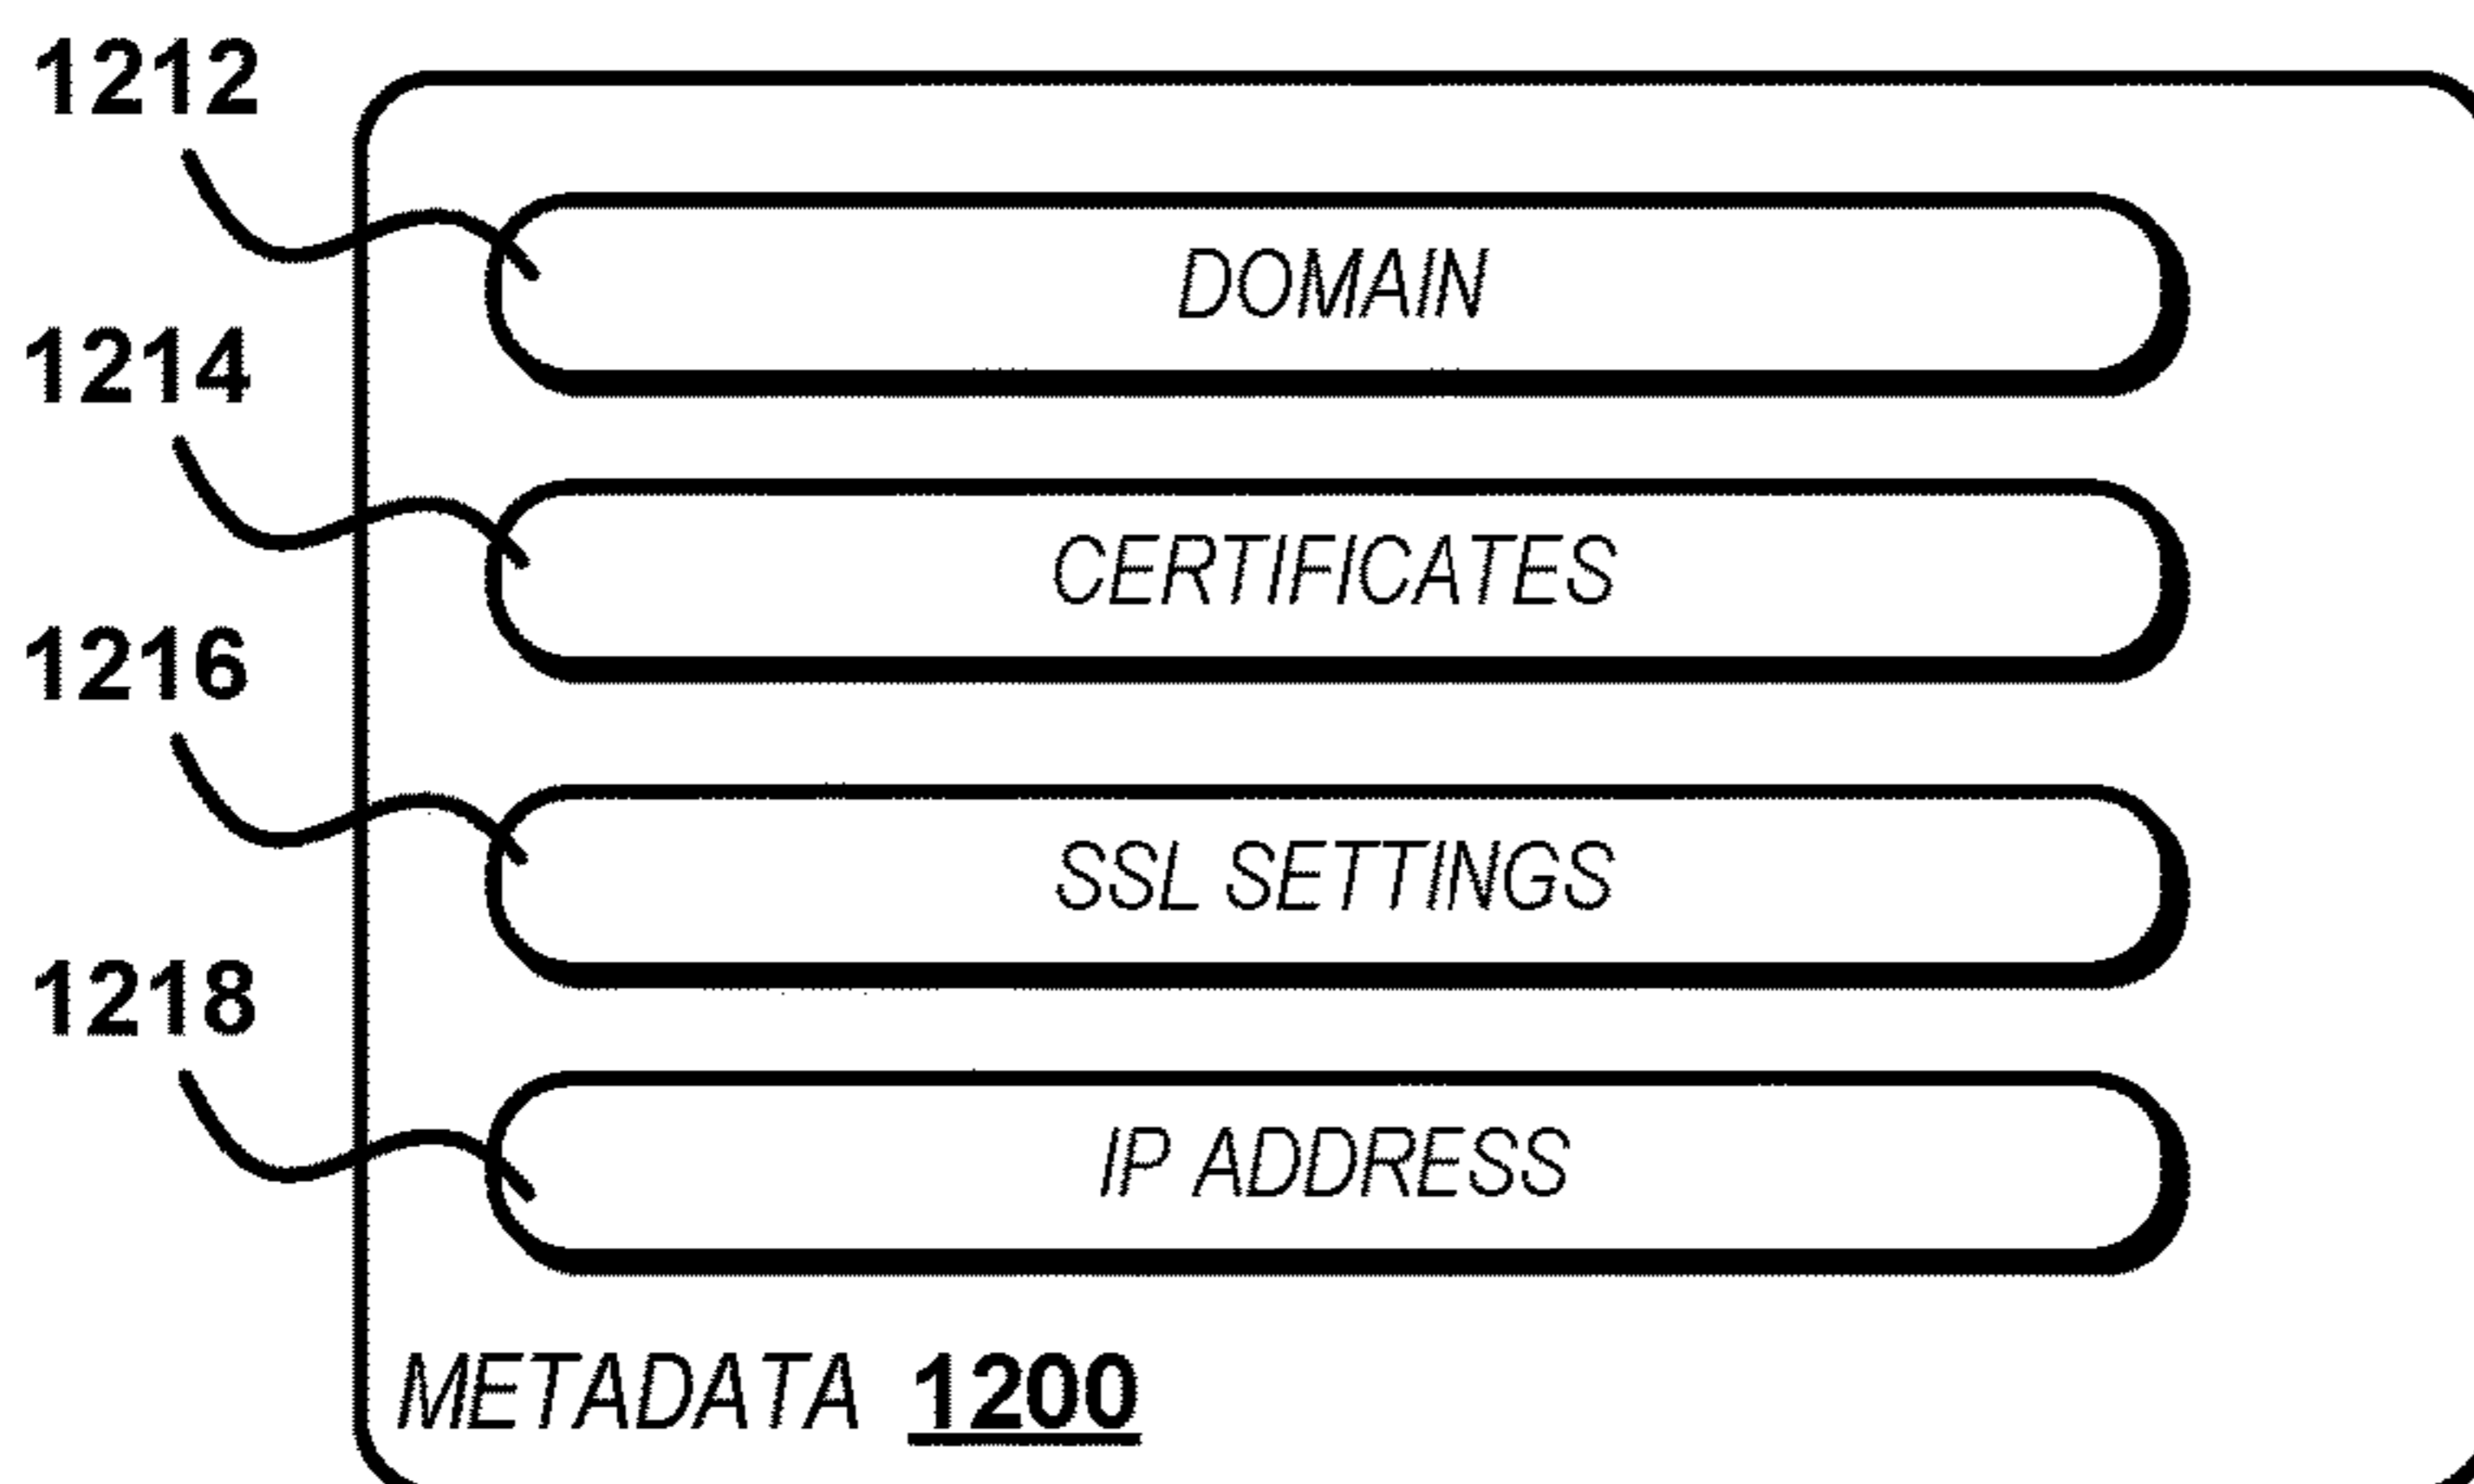 1212
DOMAIN
1214
CERTIFICATES
1216
SSL SETTINGS
1218
IP ADDRESS
METADATA 1200